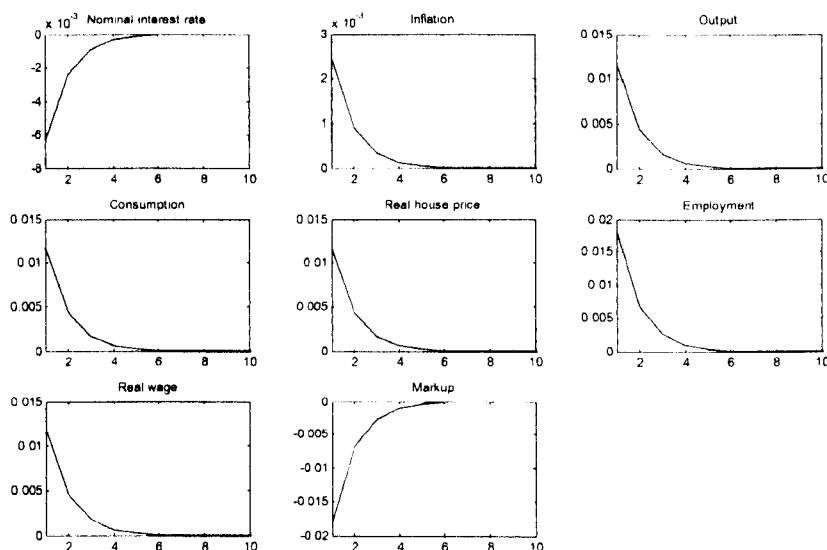 x 10⁻³ Nominal interest rate
0
-2
-4
-6
-8
2 4 6 8 10
x 10⁻³ Inflation
3
2
1
0
2 4 6 8 10
Output
0 015
0 01
0 005
0
2 4 6 8 10
Consumption
0 015
0 01
0 005
0
2 4 6 8 10
Real house price
0 015
0 01
0 005
0
2 4 6 8 10
Employment
0 02
0 015
0 01
0 005
0
2 4 6 8 10
Real wage
0 015
0 01
0 005
0
2 4 6 8 10
Markup
0
-0 005
-0 01
-0 015
-0 02
2 4 6 8 10